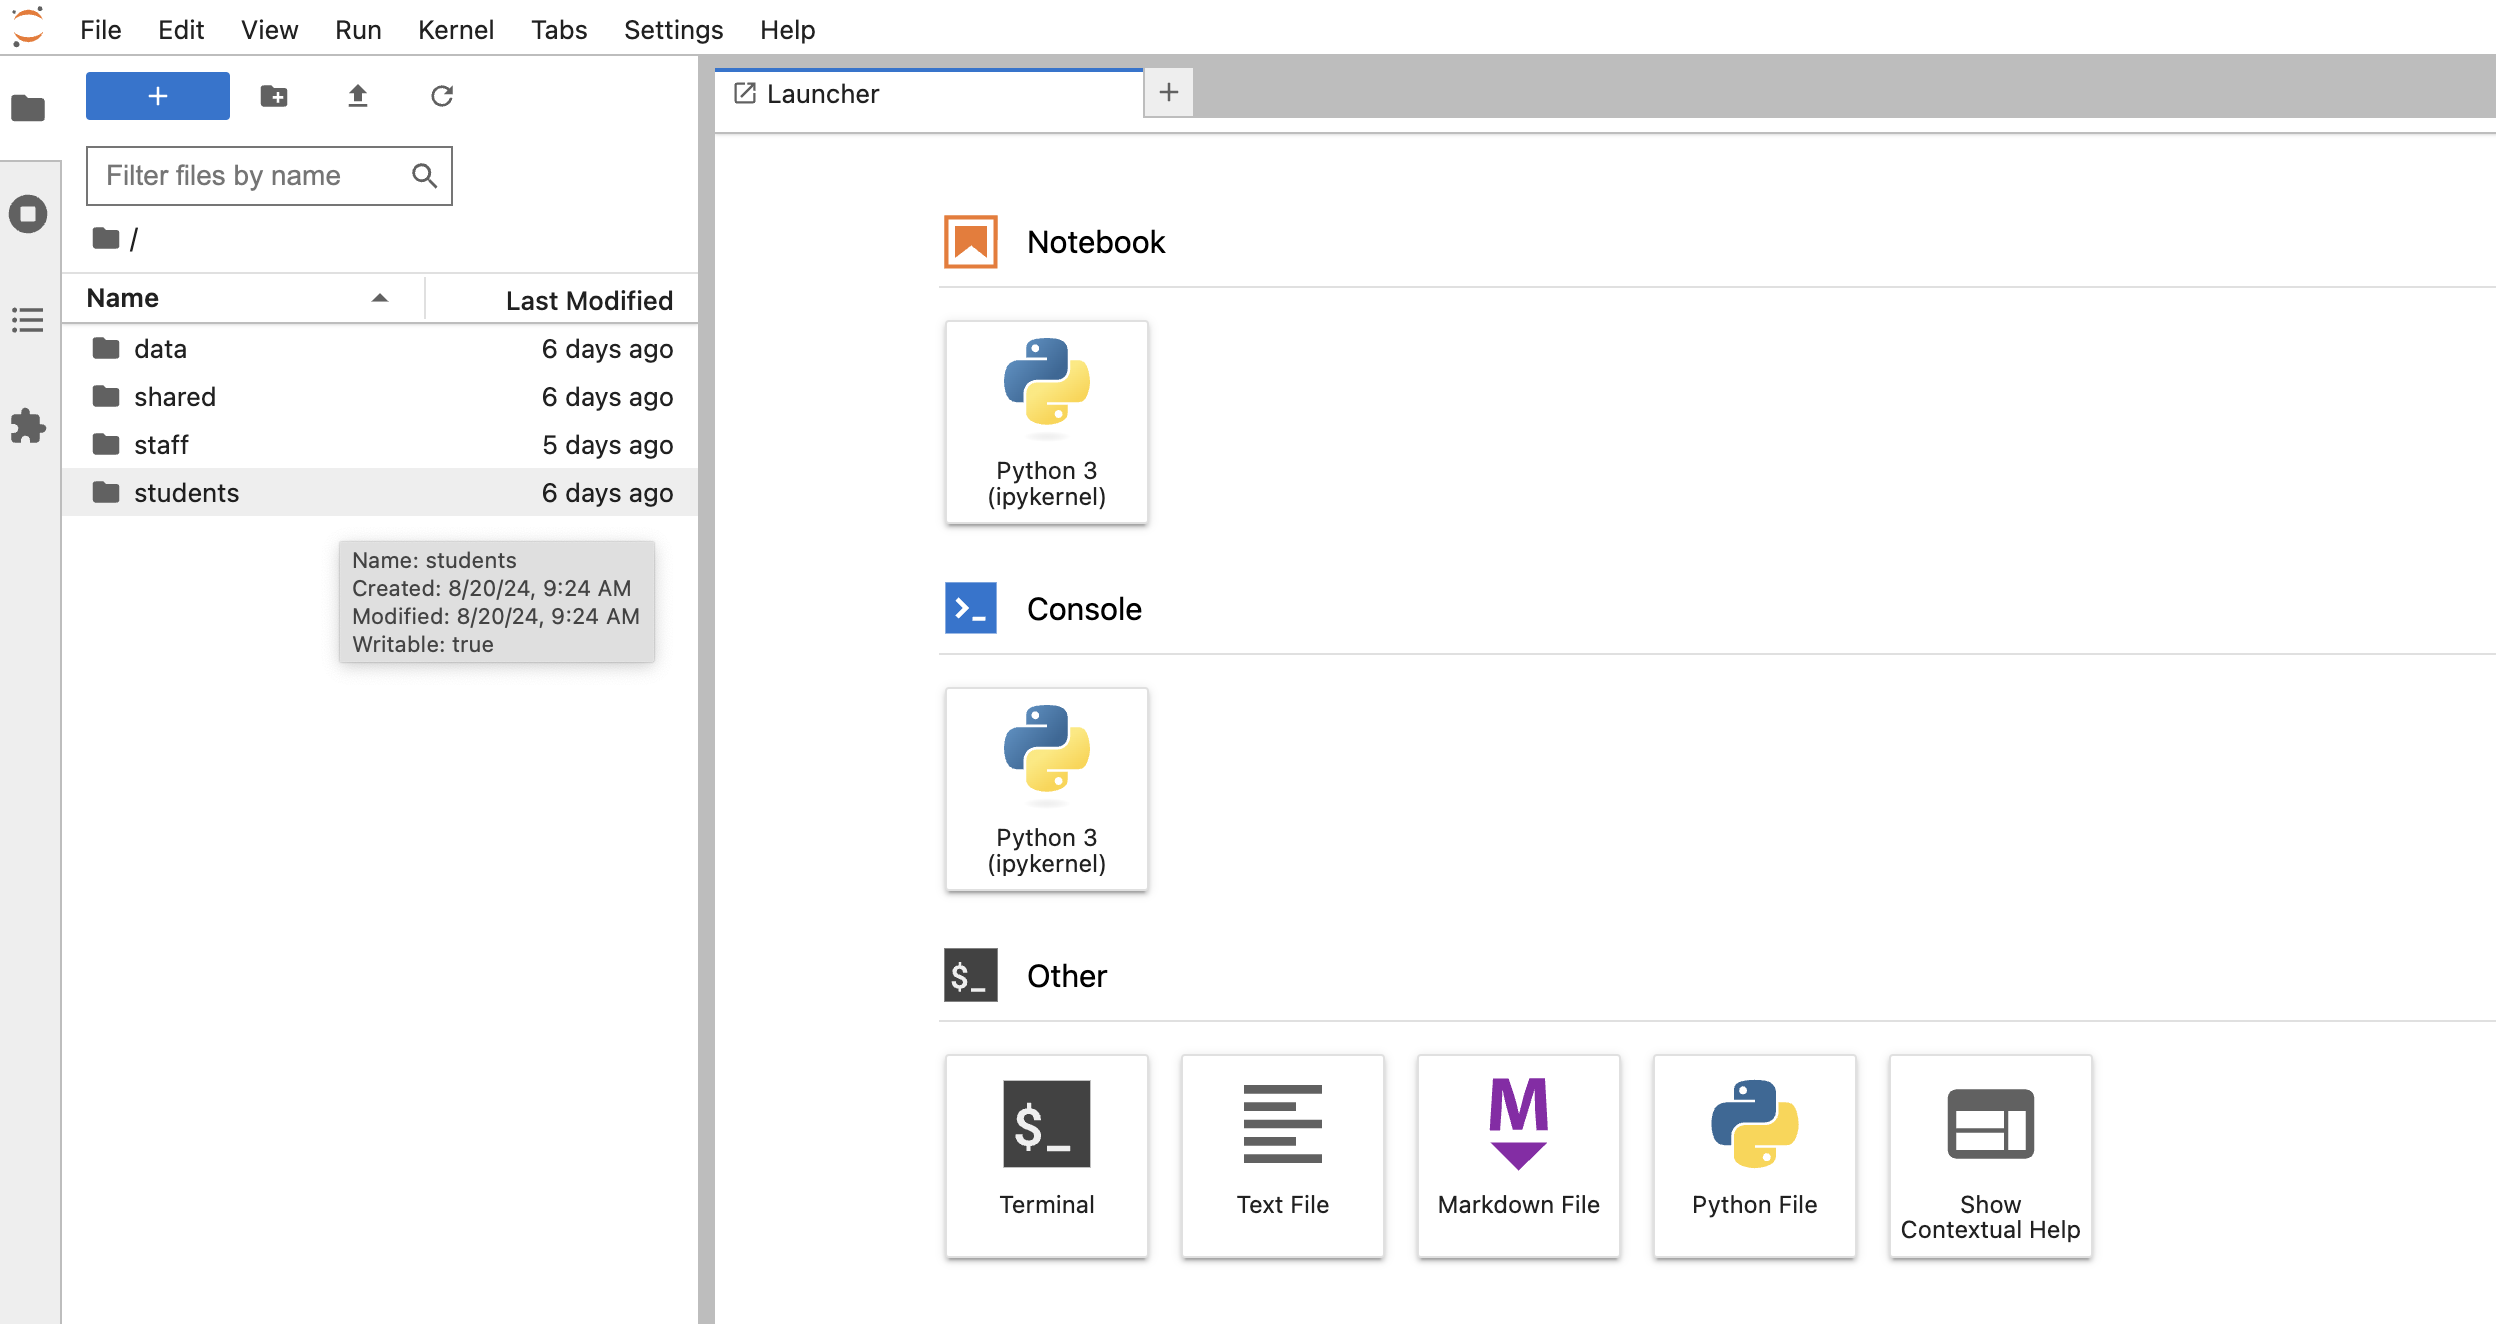 File Edit View Run Kernel Tabs Settings Help
+
Launcher
+
Filter files by name
/
Name Last Modified
data 6 days ago
shared 6 days ago
staff 5 days ago
students 6 days ago
Name: students
Created: 8/20/24, 9:24 AM
Modified: 8/20/24, 9:24 AM
Writable: true
Notebook
Python 3
(ipykernel)
>_ Console
Python 3
(ipykernel)
$_ Other
$_
Terminal
Text File
M
Markdown File
Python File
Show
Contextual Help